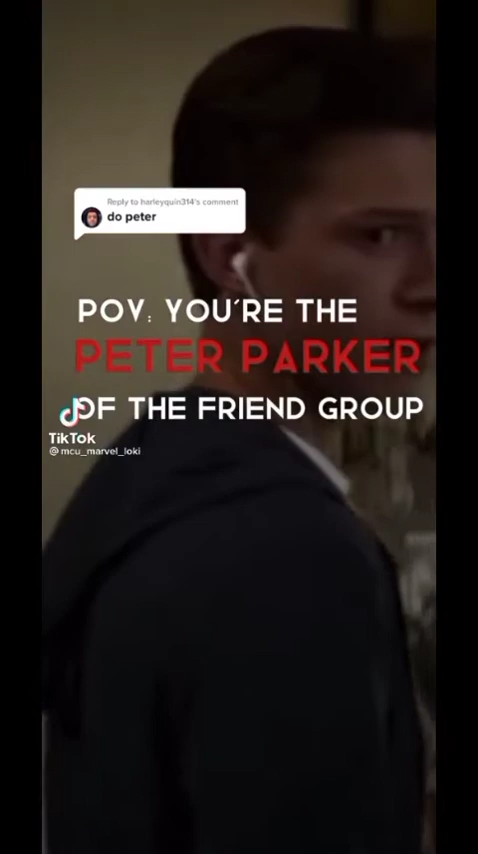 Reply to harleyquin314's comment
do peter
POV: YOU'RE THE
PETER PARKER
OF THE FRIEND GROUP
TikTok
@mcu_marvel_loki